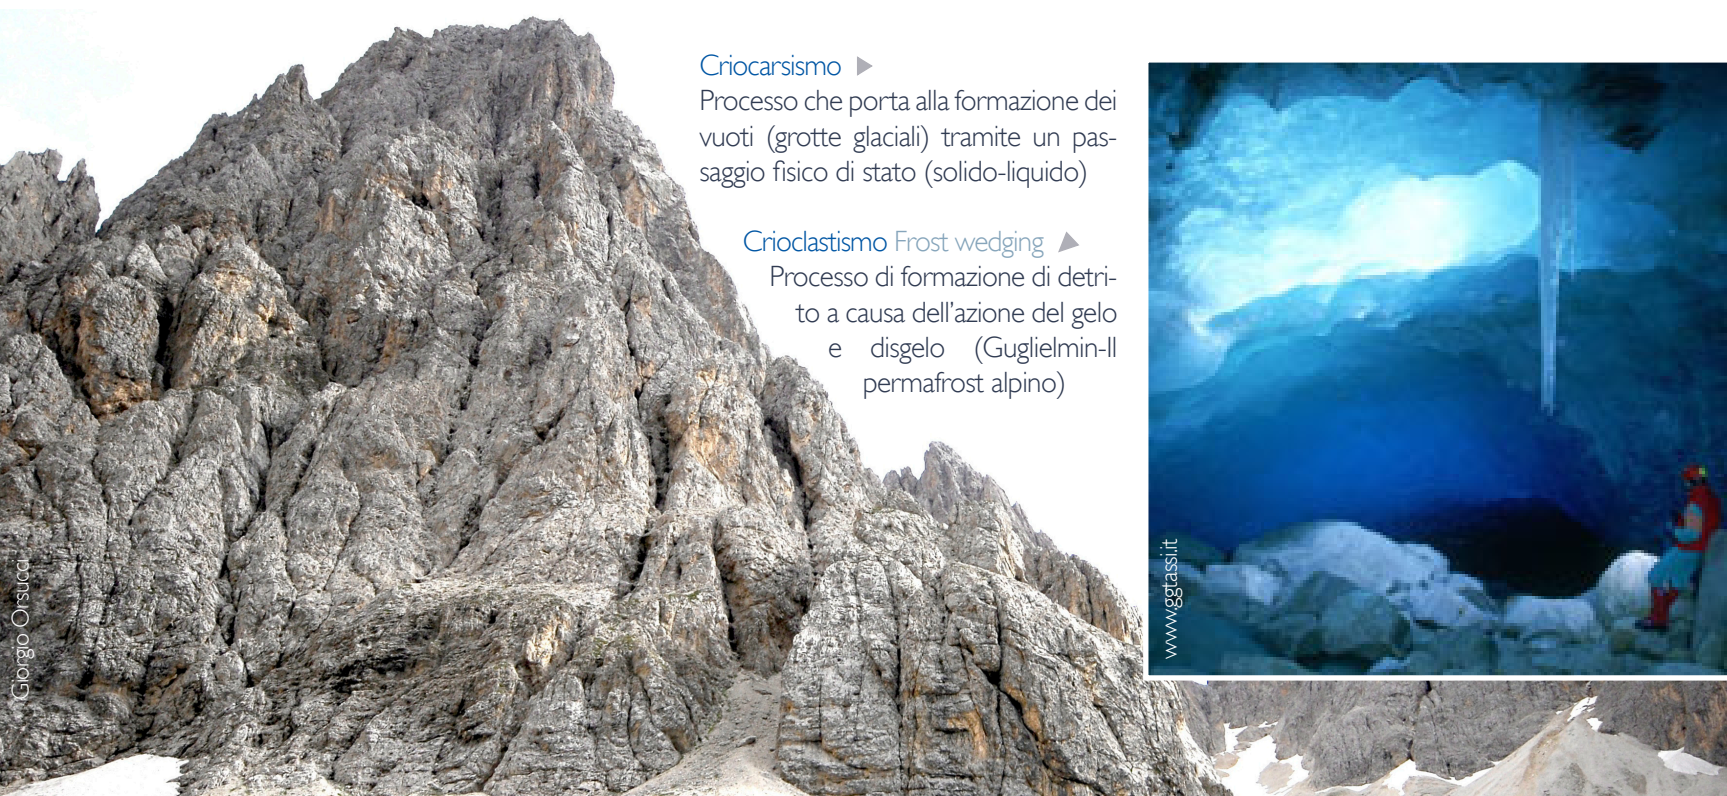 Criocarsismo
Processo che porta alla formazione dei
vuoti (grotte glaciali) tramite un pas-
saggio fisico di stato (solido-liquido)
Crioclastismo Frost wedging
Processo di formazione di detri-
to a causa dell'azione del gelo
e disgelo (Guglielmin-Il
permafrost alpino)
Giorgio Orsucci
www.ggtassi.it